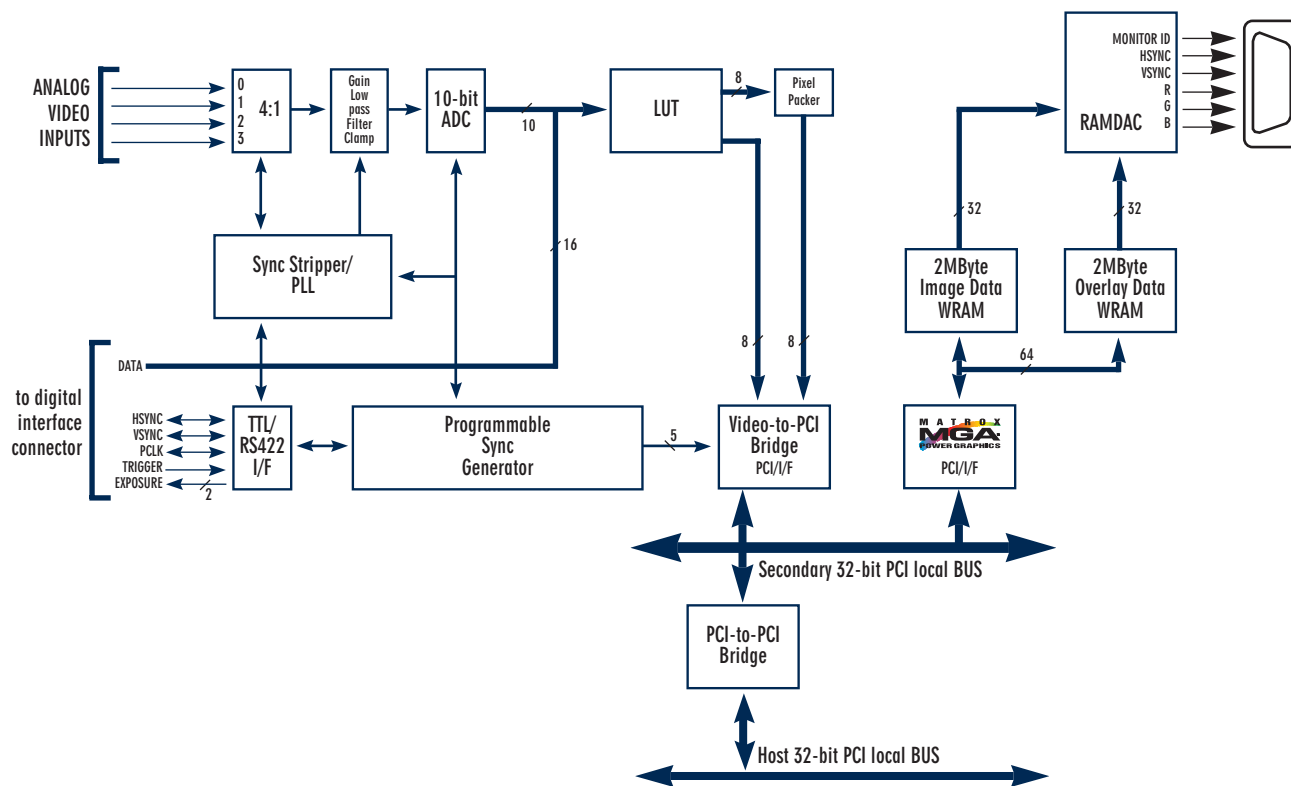 ANALOG
VIDEO
INPUTS
0
1
2
3
4:1
Gain
Low
pass
Filter
Clamp
10-bit
ADC
10
LUT
8
Pixel
Packer
MONITOR ID
HSYNC
VSYNC
R
G
B
RAMDAC
32
32
Sync Stripper/
PLL
16
2MByte
Image Data
WRAM
2MByte
Overlay Data
WRAM
8
8
64
DATA
to digital
interface
connector
HSYNC
VSYNC
PCLK
TRIGGER
EXPOSURE
2
TTL/
RS422
I/F
Programmable
Sync
Generator
5
Video-to-PCI
Bridge
PCI/I/F
MATROX
MGA
POWER GRAPHICS
PCI/I/F
Secondary 32-bit PCI local BUS
PCI-to-PCI
Bridge
Host 32-bit PCI local BUS